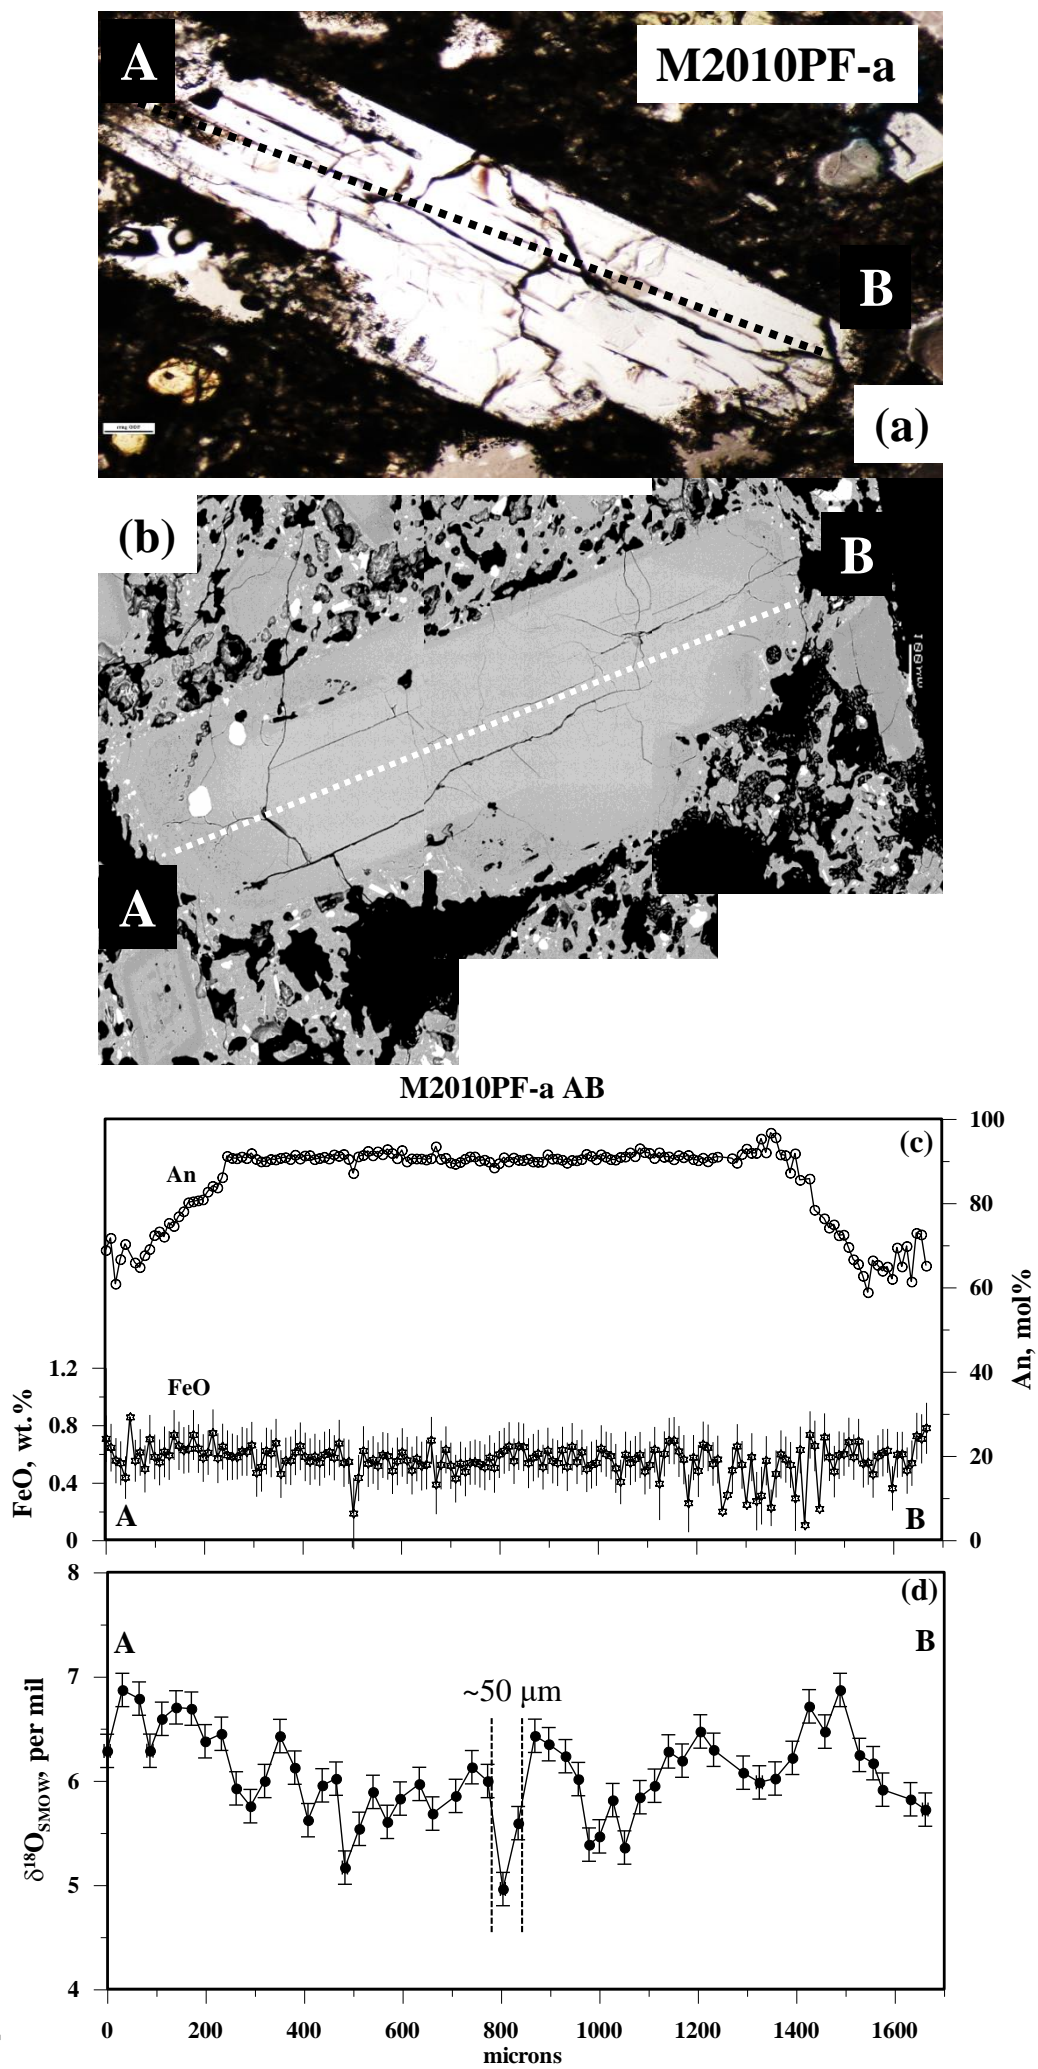 A
M2010PF-a
B
(a)
(b)
B
100mm
A
M2010PF-a AB
(c)
100
An
80
60
1.2
40
FeO
FeO, wt.%
An, mol%
0.8
20
0.4
A
B
0
0
8
(d)
A
B
7
~50 µm
δ¹⁸O_SMOW, per mil
6
5
4
0 200 400 600 800 1000 1200 1400 1600
microns